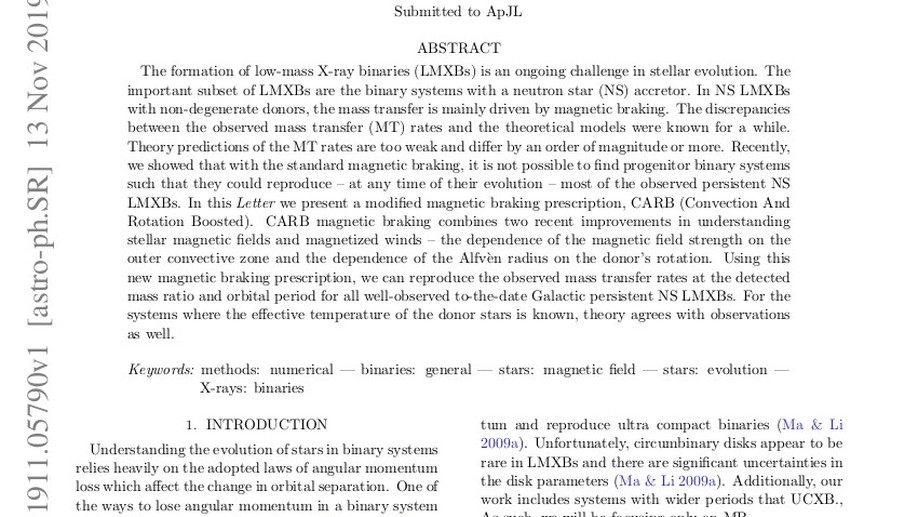 Submitted to ApJL
ABSTRACT
The formation of low-mass X-ray binaries (LMXBs) is an ongoing challenge in stellar evolution. The
important subset of LMXBs are the binary systems with a neutron star (NS) accretor. In NS LMXBs
with non-degenerate donors, the mass transfer is mainly driven by magnetic braking. The discrepancies
between the observed mass transfer (MT) rates and the theoretical models were known for a while.
Theory predictions of the MT rates are too weak and differ by an order of magnitude or more. Recently,
we showed that with the standard magnetic braking, it is not possible to find progenitor binary systems
such that they could reproduce – at any time of their evolution – most of the observed persistent NS
LMXBs. In this Letter we present a modified magnetic braking prescription, CARB (Convection And
Rotation Boosted). CARB magnetic braking combines two recent improvements in understanding
stellar magnetic fields and magnetized winds – the dependence of the magnetic field strength on the
outer convective zone and the dependence of the Alfvèn radius on the donor's rotation. Using this
new magnetic braking prescription, we can reproduce the observed mass transfer rates at the detected
mass ratio and orbital period for all well-observed to-the-date Galactic persistent NS LMXBs. For the
systems where the effective temperature of the donor stars is known, theory agrees with observations
as well.
Keywords: methods: numerical — binaries: general — stars: magnetic field — stars: evolution —
X-rays: binaries
1. INTRODUCTION
Understanding the evolution of stars in binary systems
relies heavily on the adopted laws of angular momentum
loss which affect the change in orbital separation. One of
the ways to lose angular momentum in a binary system
tum and reproduce ultra compact binaries (Ma & Li
2009a). Unfortunately, circumbinary disks appear to be
rare in LMXBs and there are significant uncertainties in
the disk parameters (Ma & Li 2009a). Additionally, our
work includes systems with wider periods that UCXB.,
As such, we will be focusing only on MB
1911.05790v1 [astro-ph.SR] 13 Nov 2019